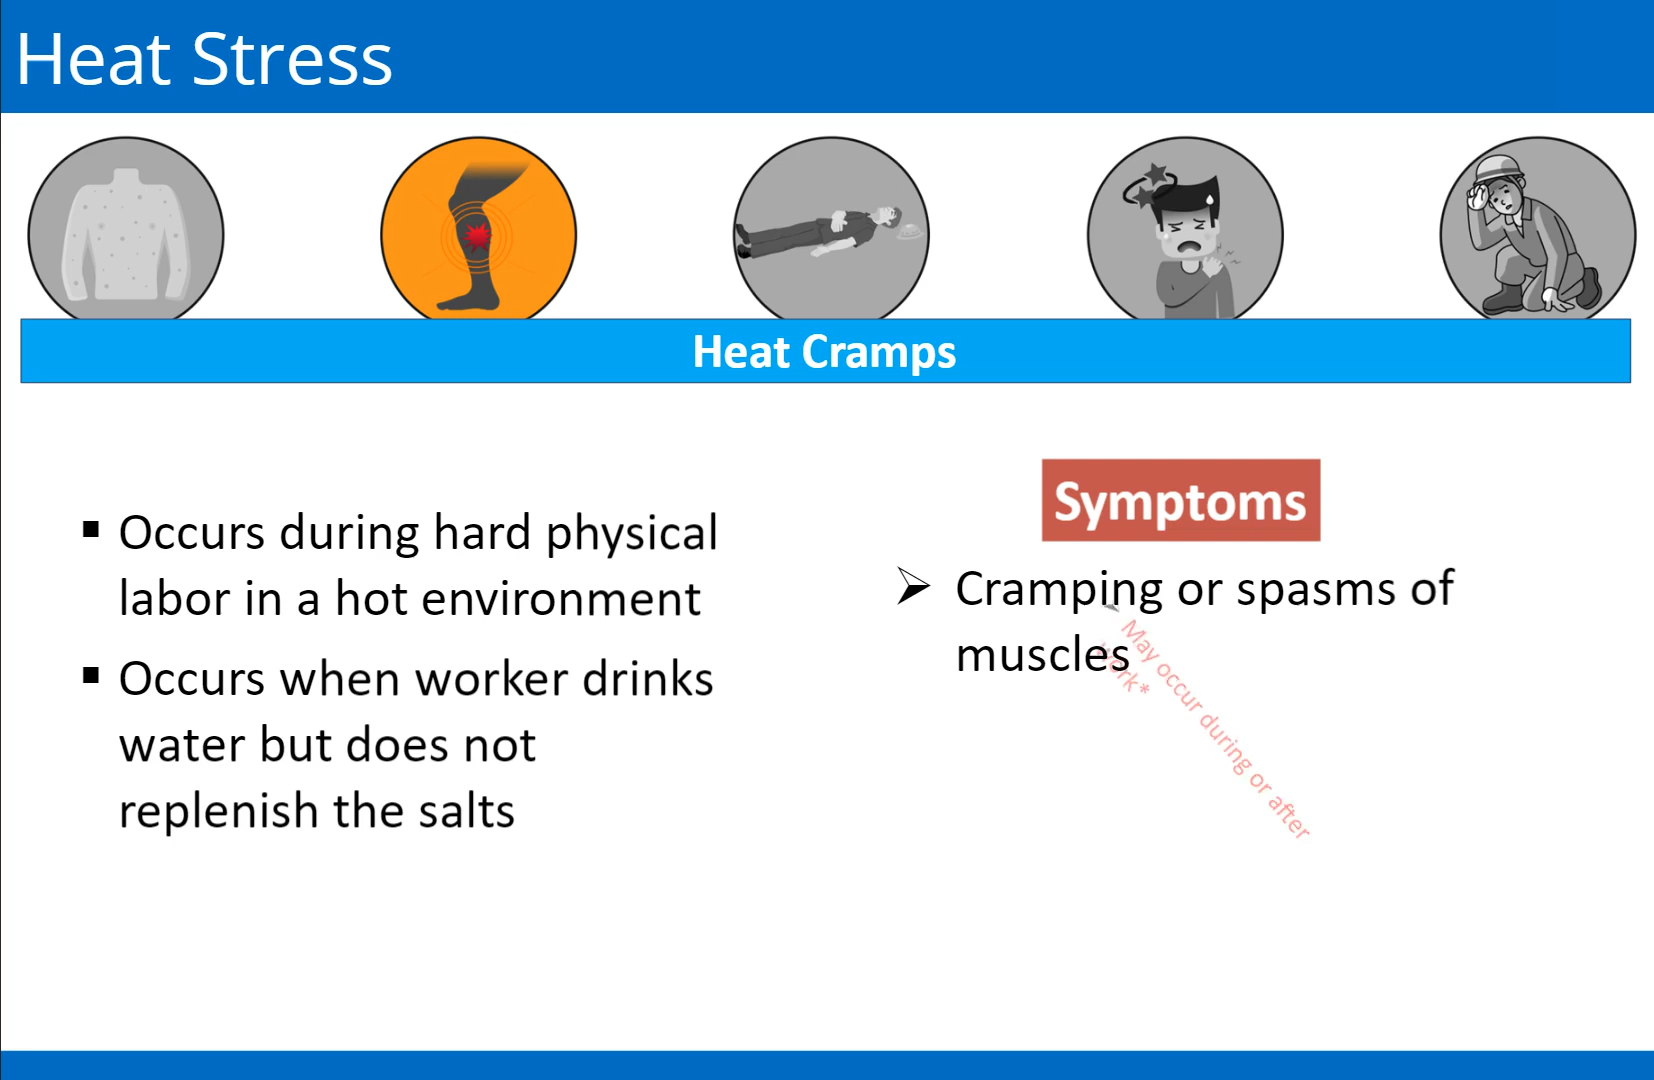 Heat Stress
Heat Cramps
▪ Occurs during hard physical
labor in a hot environment
▪ Occurs when worker drinks
water but does not
replenish the salts
Symptoms
➢ Cramping or spasms of
muscles
May occur during or after
work*